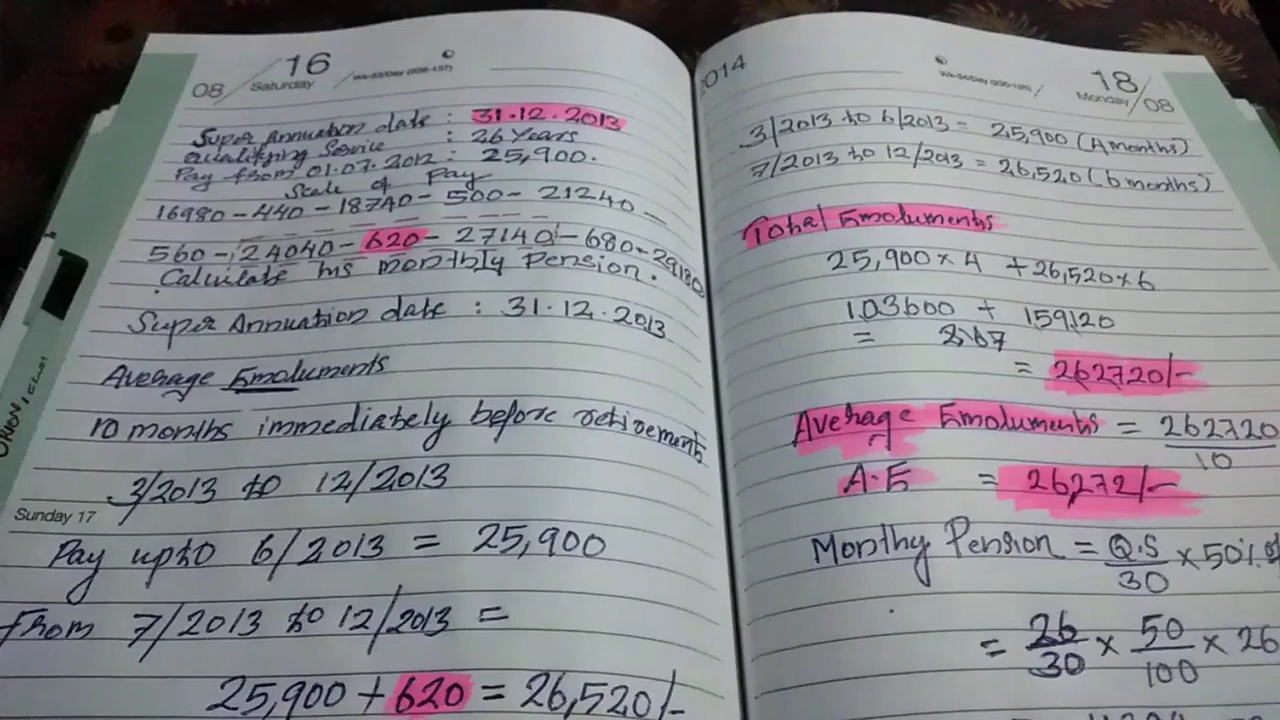 08 / 16
Saturday
Super Annuation date : 31.12.2013
Qualifying Service : 26 Years
Pay from 01.07.2012 : 25,900.
Scale of Pay
16980-440-18740-500-21240-
560-24040-620-27140-680-29180
Calculate his monthly Pension.
Super Annuation date : 31.12.2013
Average Emoluments
10 months immediately before retirement
3/2013 to 12/2013
Sunday 17
Pay upto 6/2013 = 25,900
From 7/2013 to 12/2013 =
25,900 + 620 = 26,520/-
2014
18 / 08
Monday
3/2013 to 6/2013 = 25,900 (4 months)
7/2013 to 12/2013 = 26,520 (6 months)
Total Emoluments
25,900 × 4 + 26,520 × 6
103600 + 159120
=
= 262720/-
Average Emoluments = 262720
10
A.E = 26272/-
Monthy Pension = Q.S/30 × 50%
= 26/30 × 50/100 × 26